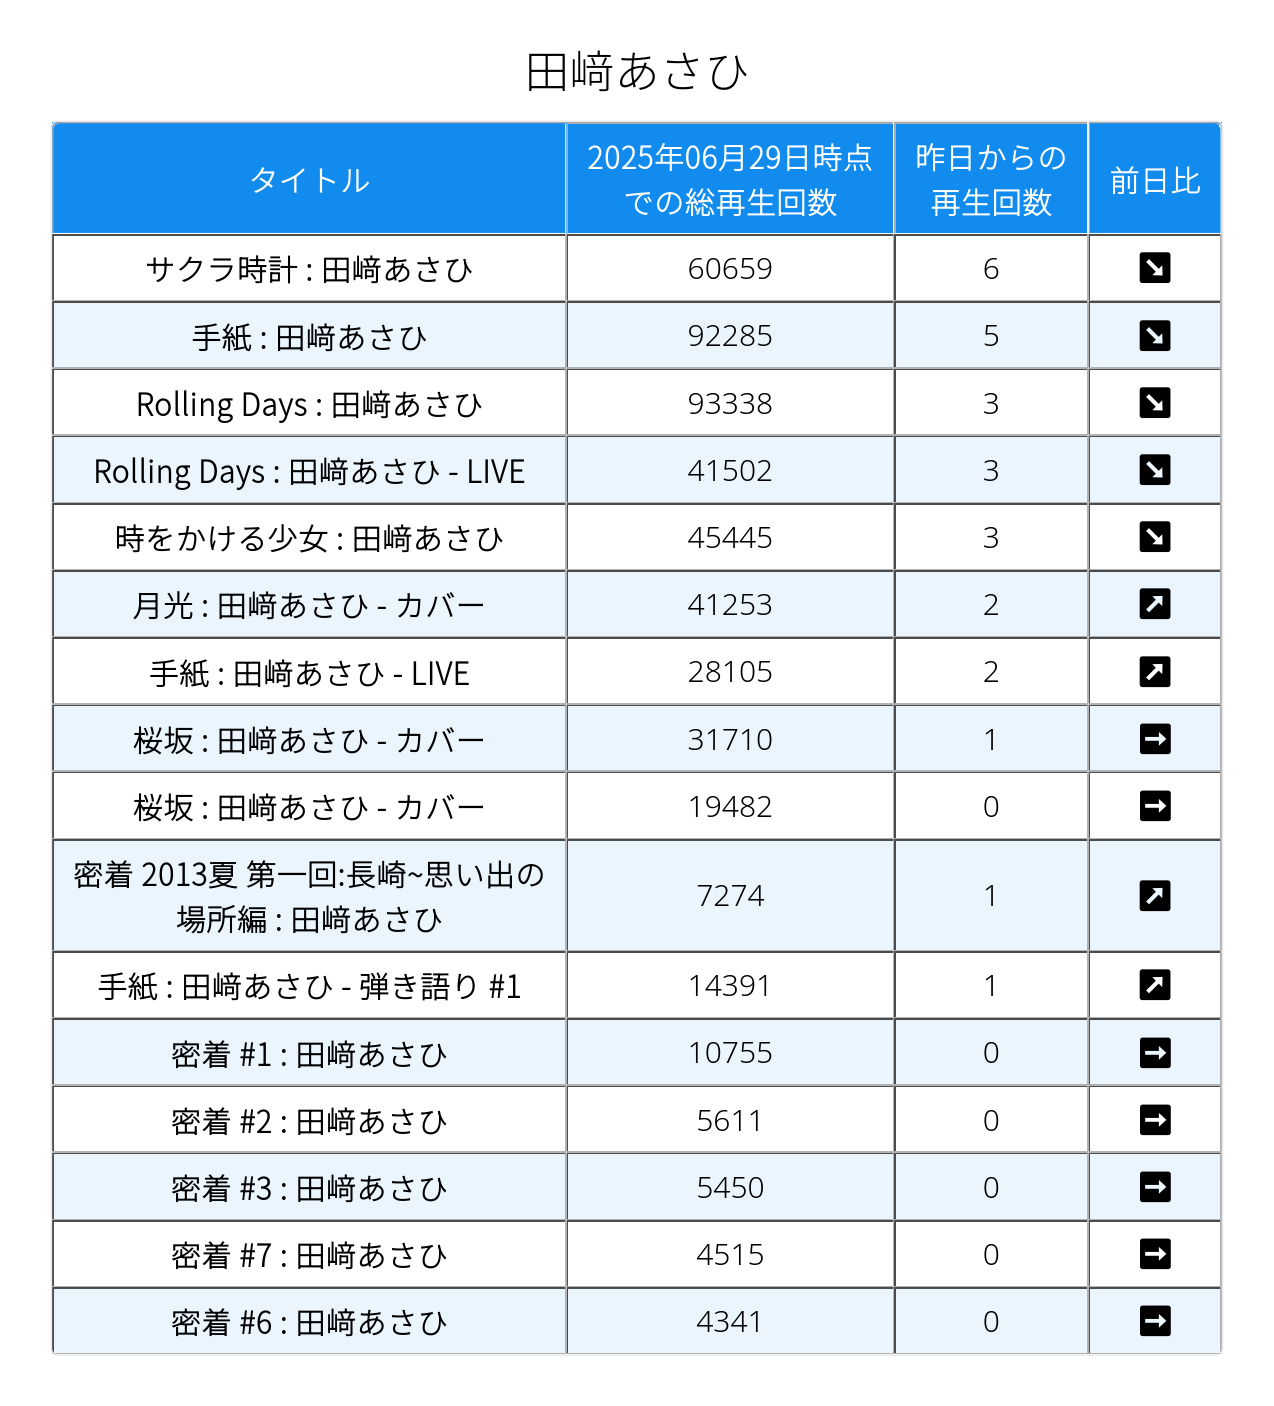 田﨑あさひ
タイトル
2025年06月29日時点
での総再生回数
昨日からの
再生回数
前日比
サクラ時計 : 田﨑あさひ 60659 6
手紙 : 田﨑あさひ 92285 5
Rolling Days : 田﨑あさひ 93338 3
Rolling Days : 田﨑あさひ - LIVE 41502 3
時をかける少女 : 田﨑あさひ 45445 3
月光 : 田﨑あさひ - カバー 41253 2
手紙 : 田﨑あさひ - LIVE 28105 2
桜坂 : 田﨑あさひ - カバー 31710 1
桜坂 : 田﨑あさひ - カバー 19482 0
密着 2013夏 第一回:長崎~思い出の
場所編 : 田﨑あさひ 7274 1
手紙 : 田﨑あさひ - 弾き語り #1 14391 1
密着 #1 : 田﨑あさひ 10755 0
密着 #2 : 田﨑あさひ 5611 0
密着 #3 : 田﨑あさひ 5450 0
密着 #7 : 田﨑あさひ 4515 0
密着 #6 : 田﨑あさひ 4341 0